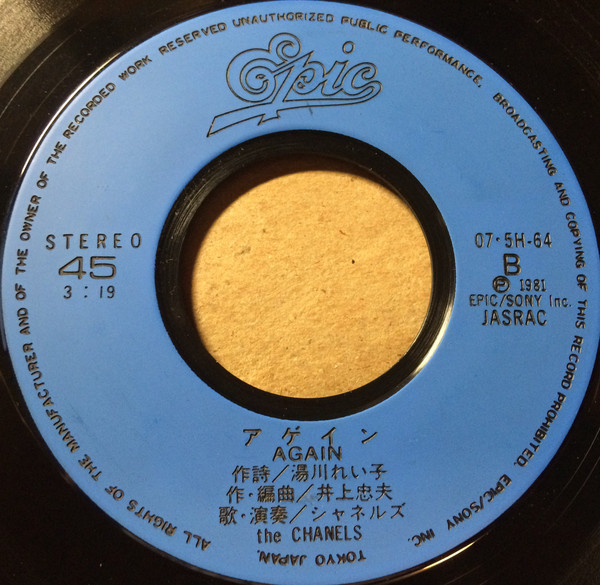 ALL RIGHTS OF THE MANUFACTURER AND OF THE OWNER OF THE RECORDED WORK RESERVED UNAUTHORIZED PUBLIC PERFORMANCE, BROADCASTING AND COPYING OF THIS RECORD PROHIBITED. EPIC/SONY INC. TOKYO JAPAN.
Epic
STEREO
45
3:19
07・5H-64
B
Ⓟ 1981
EPIC/SONY Inc.
JASRAC
アゲイン
AGAIN
作詩/湯川れい子
作・編曲/井上忠夫
歌・演奏/シャネルズ
the CHANELS